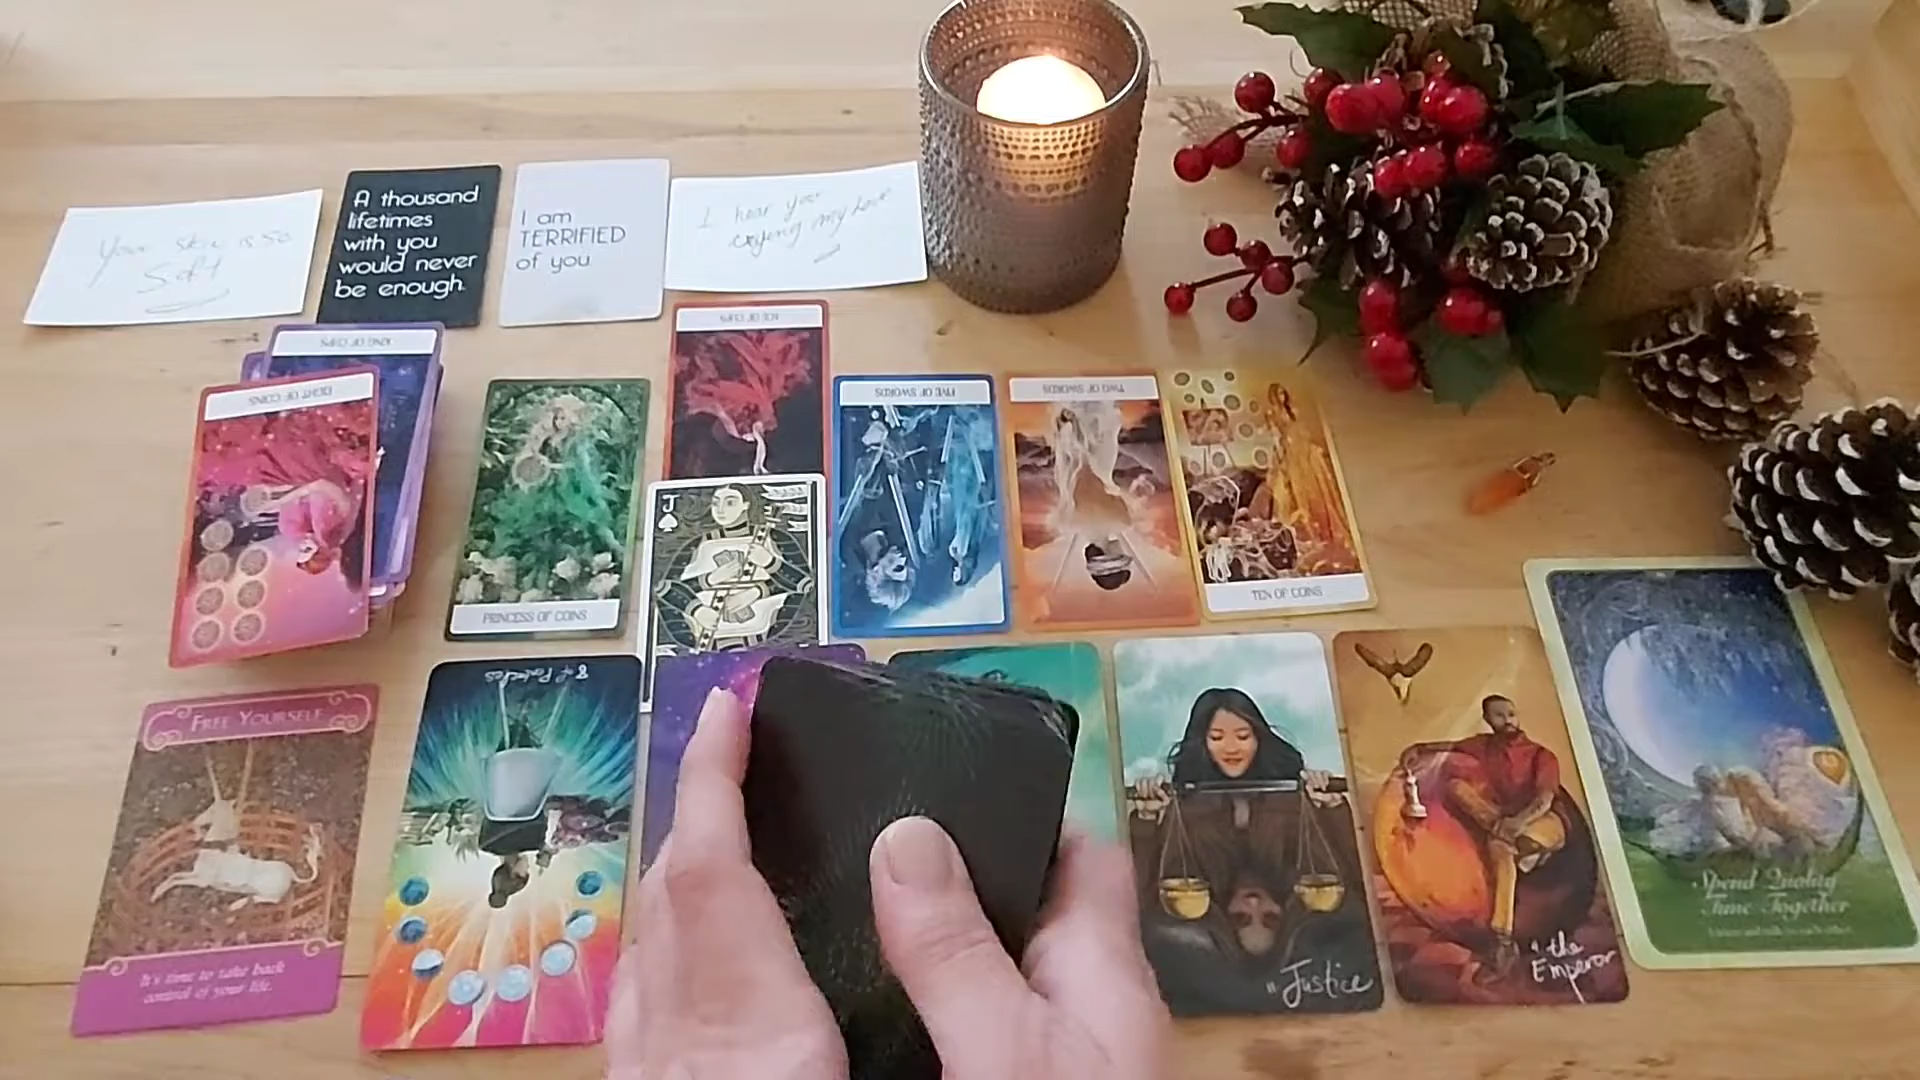 Your skin is so
Soft
A thousand
lifetimes
with you
would never
be enough.
I am
TERRIFIED
of you
I hear you
crying my love
KING OF CUPS
EIGHT OF COINS
PRINCESS OF COINS
ACE OF CUPS
J
FIVE OF SWORDS
TWO OF SWORDS
TEN OF COINS
FREE YOURSELF
It's time to take back
control of your life.
8 of Pentacles
11 Justice
4 the
Emperor
Spend Quality
Time Together